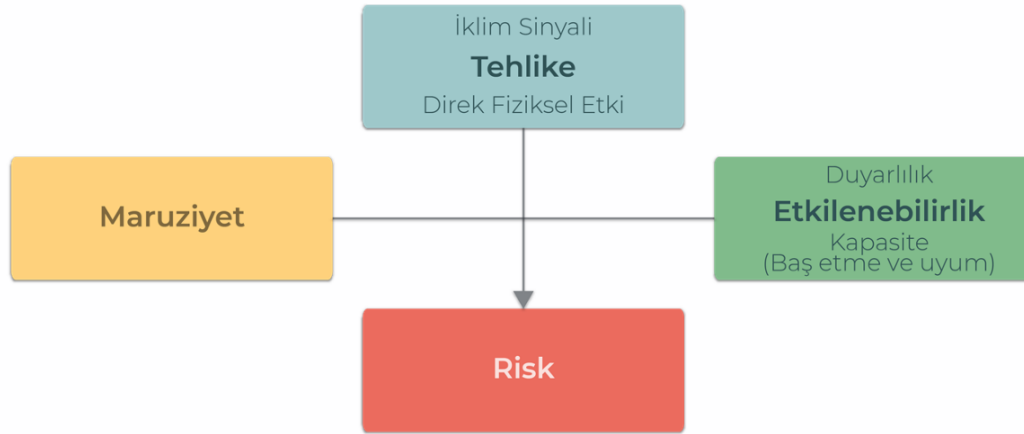 İklim Sinyali
Tehlike
Direk Fiziksel Etki
Maruziyet
Duyarlılık
Etkilenebilirlik
Kapasite
(Baş etme ve uyum)
Risk